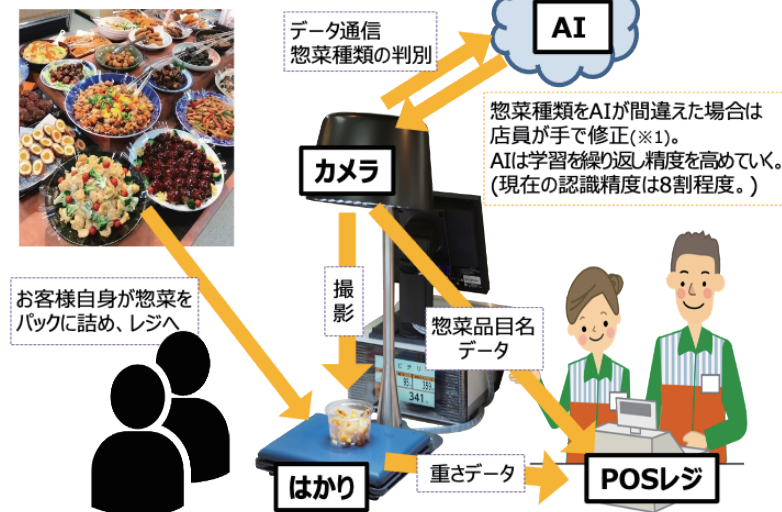 データ通信
惣菜種類の判別
AI
惣菜種類をAIが間違えた場合は
店員が手で修正(※1)。
AIは学習を繰り返し精度を高めていく。
(現在の認識精度は8割程度。)
カメラ
お客様自身が惣菜を
パックに詰め、レジへ
撮
影
惣菜品目名
データ
341
はかり
重さデータ
POSレジ